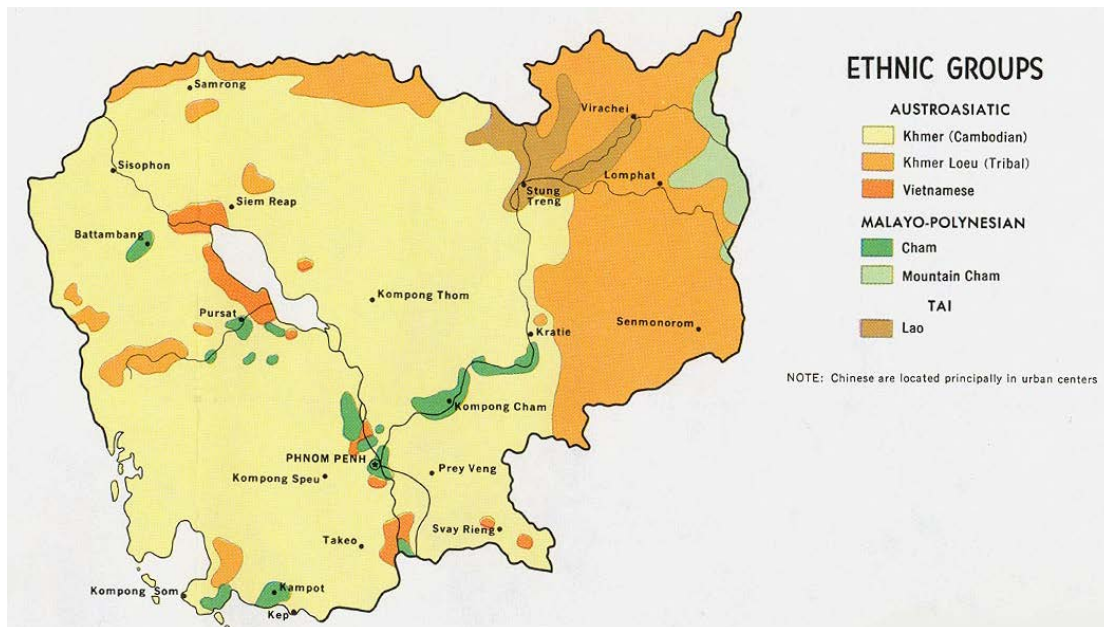 ETHNIC GROUPS
AUSTROASIATIC
Khmer (Cambodian)
Khmer Loeu (Tribal)
Vietnamese
MALAYO-POLYNESIAN
Cham
Mountain Cham
TAI
Lao
NOTE: Chinese are located principally in urban centers
Samrong
Virachei
Sisophon
Lomphat
Stung
Treng
Siem Reap
Battambang
Kompong Thom
Pursat
Kratie
Senmonorom
Kompong Cham
PHNOM PENH
Prey Veng
Kompong Speu
Svay Rieng
Takeo
Kompong Som
Kampot
Kep